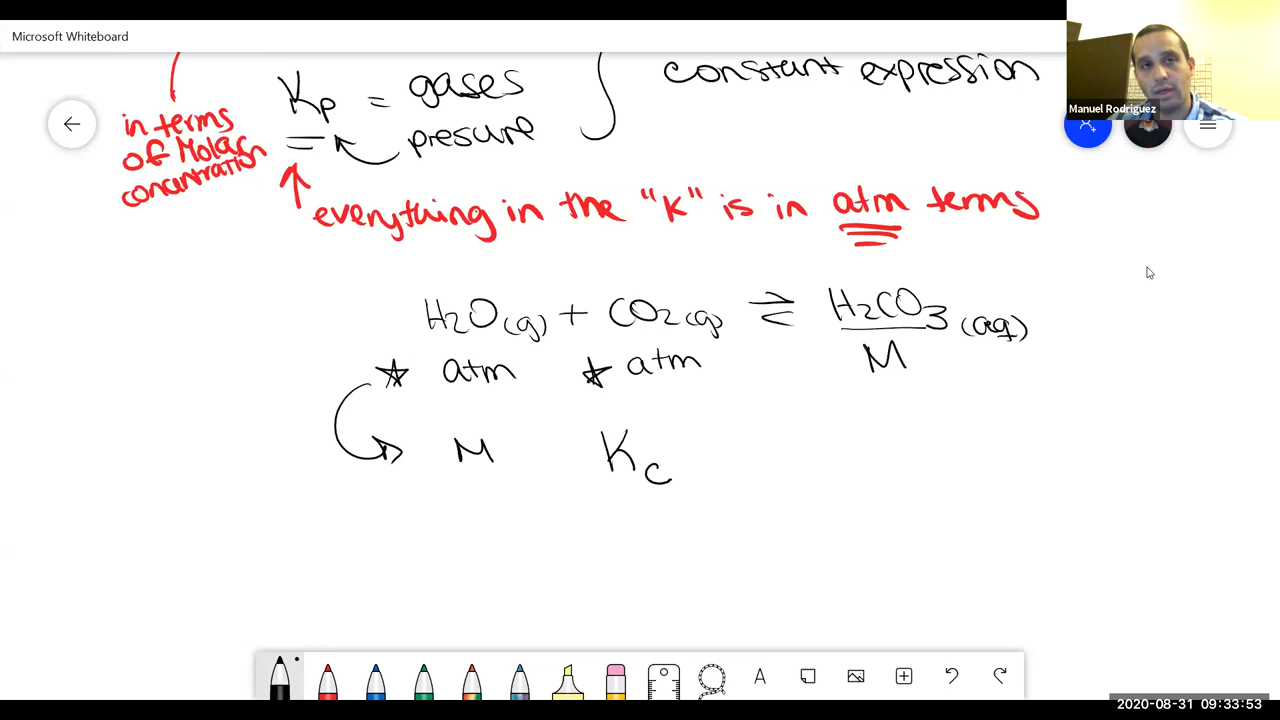 Microsoft Whiteboard
Manuel Rodriguez
Kp = gases
presure
constant expression
in terms
of Molar
concentration
everything in the "K" is in atm terms
H2O(g) + CO2(g) ⇌ H2CO3(aq)
☆ atm ★ atm M
M Kc
A
2020-08-31 09:33:53